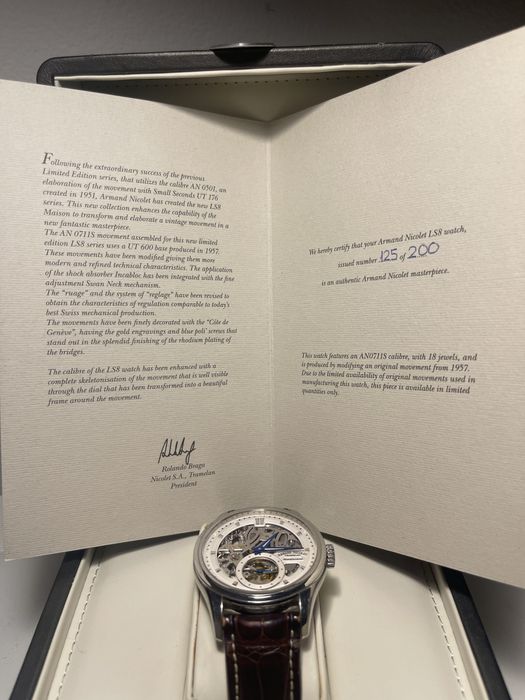 Following the extraordinary success of the previous
Limited Edition series, that utilizes the calibre AN 0501, an
elaboration of the movement with Small Seconds UT 176
created in 1951, Armand Nicolet has created the new LS8
series. This new collection enhances the capability of the
Maison to transform and elaborate a vintage movement in a
new fantastic masterpiece.
The AN 0711S movement assembled for this new limited
edition LS8 series uses a UT 600 base produced in 1957.
These movements have been modified giving them more
modern and refined technical characteristics. The application
of the shock absorber Incabloc has been integrated with the fine
adjustment Swan Neck mechanism.
The "ruage" and the system of "reglage" have been revised to
obtain the characteristics of regulation comparable to today's
best Swiss mechanical production.
The movements have been finely decorated with the "Côte de
Genève", having the gold engravings and blue poli' screws that
stand out in the splendid finishing of the rhodium plating of
the bridges.
The calibre of the LS8 watch has been enhanced with a
complete skeletonisation of the movement that is well visible
through the dial that has been transformed into a beautiful
frame around the movement.
Rolando Braga
Nicolet S.A., Tramelan
President
We hereby certify that your Armand Nicolet LS8 watch,
issued number 125 of 200
is an authentic Armand Nicolet masterpiece.
This watch features an AN0711S calibre, with 18 jewels, and
is produced by modifying an original movement from 1957.
Due to the limited availability of original movements used in
manufacturing this watch, this piece is available in limited
quantities only.